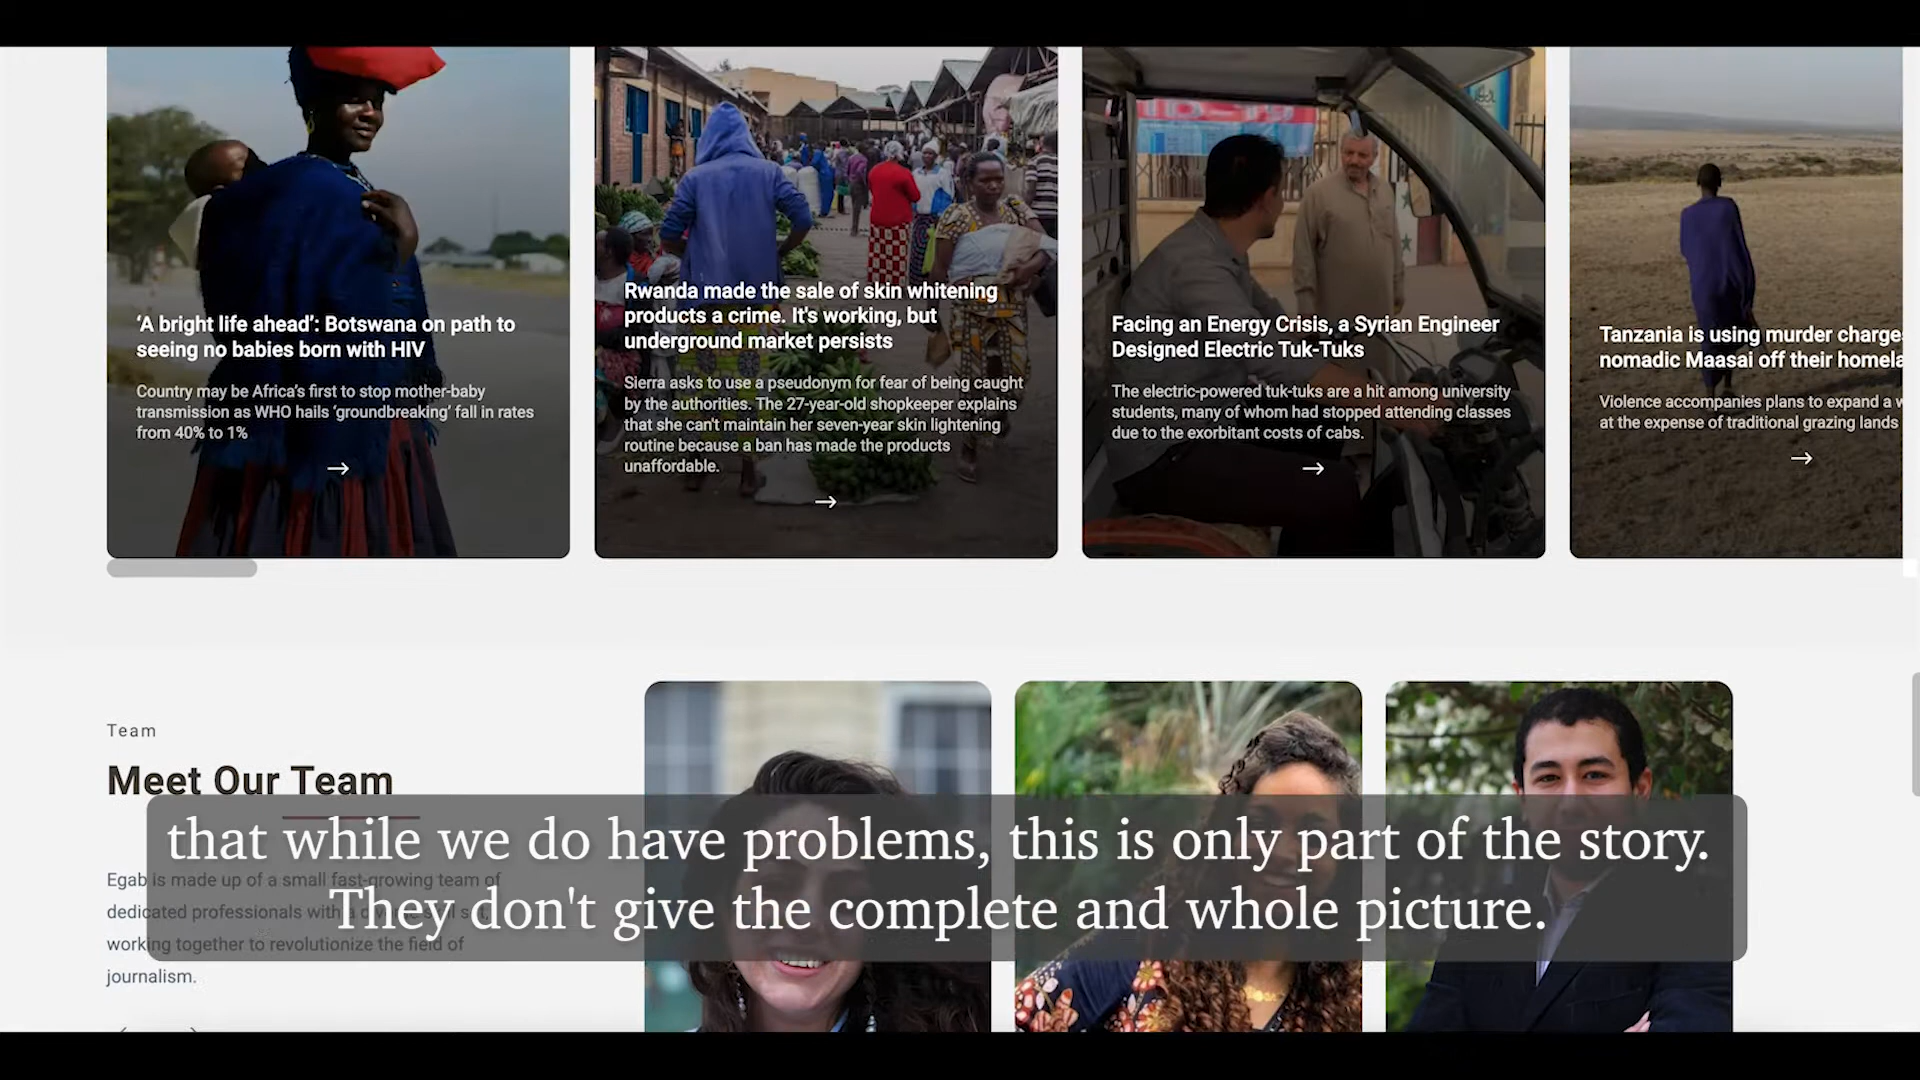 ‘A bright life ahead’: Botswana on path to
seeing no babies born with HIV
Country may be Africa’s first to stop mother-baby
transmission as WHO hails ‘groundbreaking’ fall in rates
from 40% to 1%
→
Rwanda made the sale of skin whitening
products a crime. It's working, but
underground market persists
Sierra asks to use a pseudonym for fear of being caught
by the authorities. The 27-year-old shopkeeper explains
that she can't maintain her seven-year skin lightening
routine because a ban has made the products
unaffordable.
→
Facing an Energy Crisis, a Syrian Engineer
Designed Electric Tuk-Tuks
The electric-powered tuk-tuks are a hit among university
students, many of whom had stopped attending classes
due to the exorbitant costs of cabs.
→
Tanzania is using murder charge
nomadic Maasai off their homela
Violence accompanies plans to expand a w
at the expense of traditional grazing lands
→
Team
Meet Our Team
Egab is made up of a small fast-growing team of
dedicated professionals with a diverse skill set,
working together to revolutionize the field of
journalism.
that while we do have problems, this is only part of the story.
They don't give the complete and whole picture.